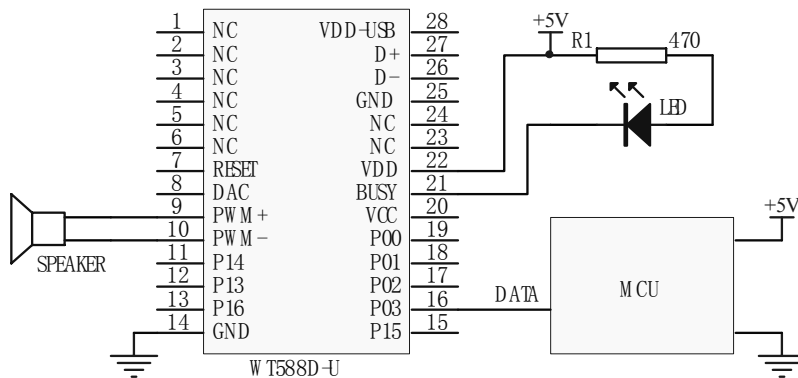 1 NC VDD-USB 28 +5V
2 NC D+ 27 R1 470
3 NC D- 26
4 NC GND 25
5 NC NC 24 LED
6 NC NC 23
7 RESET VDD 22
8 DAC BUSY 21
9 PWM+ VCC 20 +5V
10 PWM- P00 19
SPEAKER 11 P14 P01 18
12 P13 P02 17 MCU
13 P16 P03 16 DATA
14 GND P15 15
WT588D-U